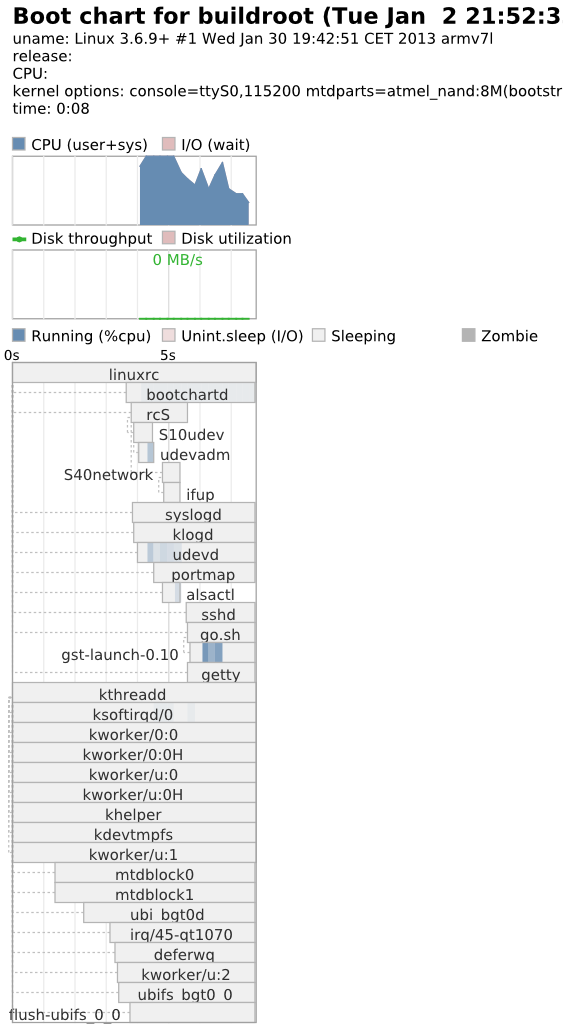 Boot chart for buildroot (Tue Jan  2 21:52:3
uname: Linux 3.6.9+ #1 Wed Jan 30 19:42:51 CET 2013 armv7l
release:
CPU:
kernel options: console=ttyS0,115200 mtdparts=atmel_nand:8M(bootstr
time: 0:08
CPU (user+sys) I/O (wait)
Disk throughput Disk utilization
0 MB/s
Running (%cpu) Unint.sleep (I/O) Sleeping Zombie
0s 5s
linuxrc
bootchartd
rcS
S10udev
udevadm
S40network
ifup
syslogd
klogd
udevd
portmap
alsactl
sshd
go.sh
gst-launch-0.10
getty
kthreadd
ksoftirqd/0
kworker/0:0
kworker/0:0H
kworker/u:0
kworker/u:0H
khelper
kdevtmpfs
kworker/u:1
mtdblock0
mtdblock1
ubi_bgt0d
irq/45-qt1070
deferwq
kworker/u:2
ubifs_bgt0_0
flush-ubifs_0_0